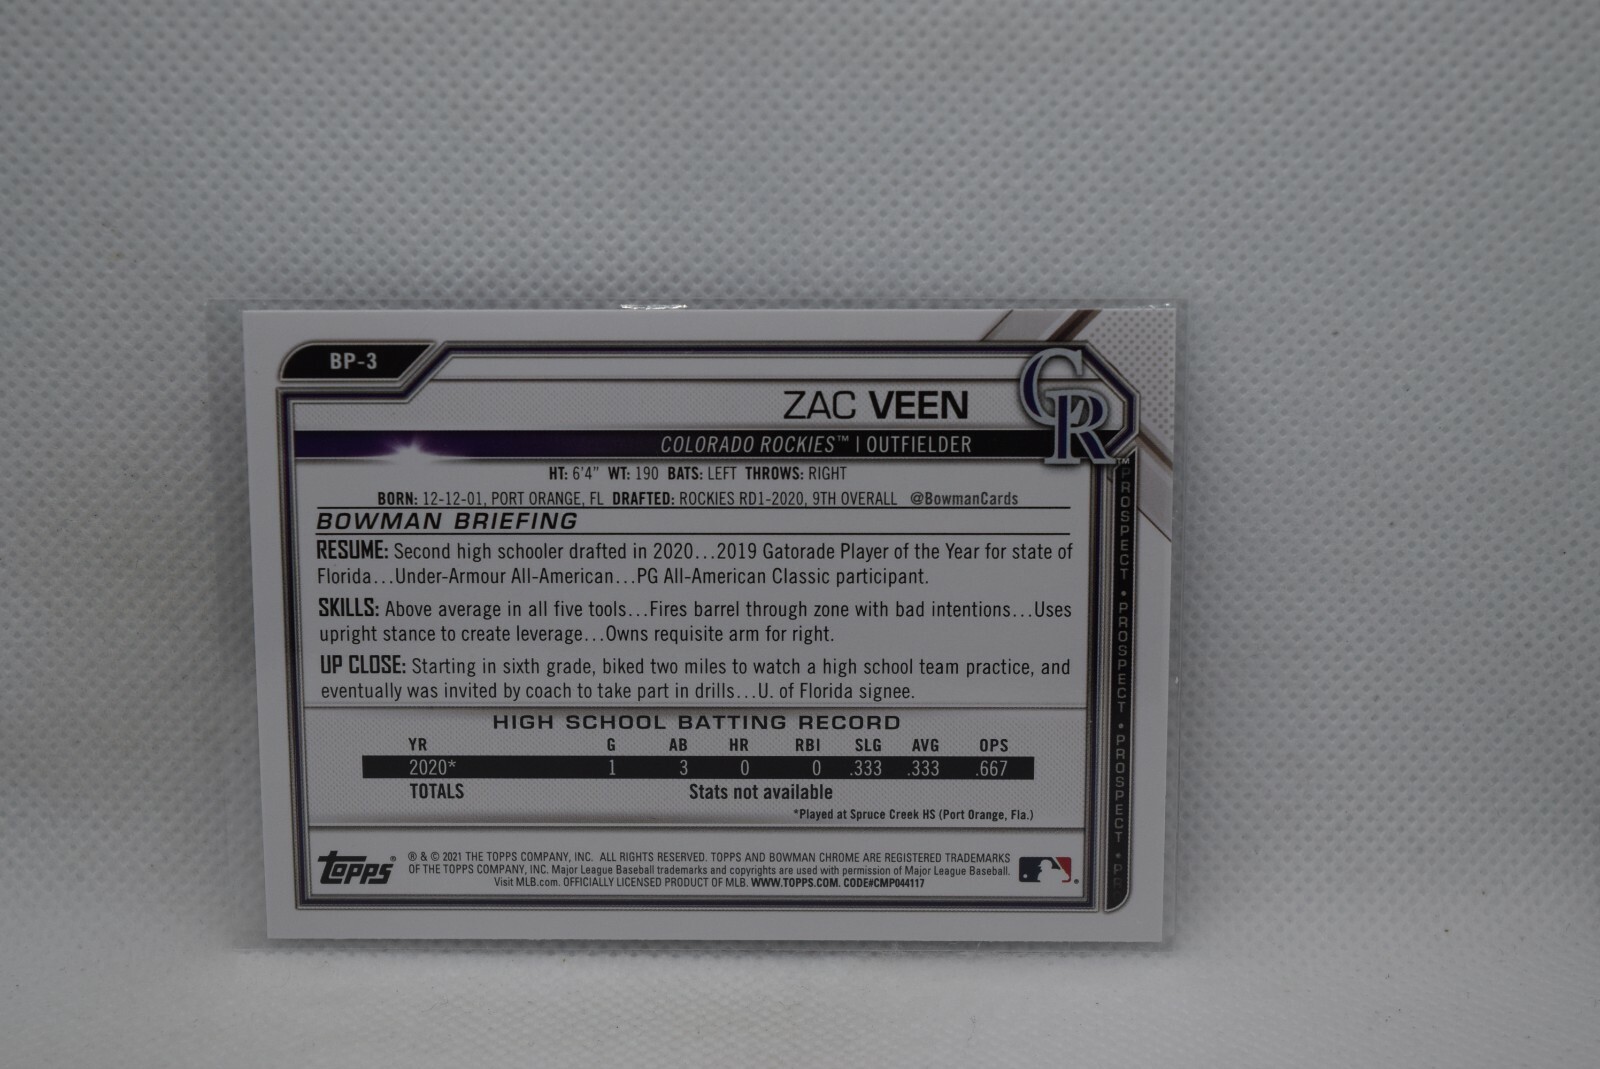 BP-3
ZAC VEEN
CR
COLORADO ROCKIES™ | OUTFIELDER
TM
HT: 6'4" WT: 190 BATS: LEFT THROWS: RIGHT
BORN: 12-12-01, PORT ORANGE, FL DRAFTED: ROCKIES RD1-2020, 9TH OVERALL @BowmanCards
BOWMAN BRIEFING
RESUME: Second high schooler drafted in 2020...2019 Gatorade Player of the Year for state of
Florida...Under-Armour All-American...PG All-American Classic participant.
SKILLS: Above average in all five tools...Fires barrel through zone with bad intentions...Uses
upright stance to create leverage...Owns requisite arm for right.
UP CLOSE: Starting in sixth grade, biked two miles to watch a high school team practice, and
eventually was invited by coach to take part in drills...U. of Florida signee.
HIGH SCHOOL BATTING RECORD
YR G AB HR RBI SLG AVG OPS
2020* 1 3 0 0 .333 .333 .667
TOTALS Stats not available
*Played at Spruce Creek HS (Port Orange, Fla.)
Topps®
® & © 2021 THE TOPPS COMPANY, INC. ALL RIGHTS RESERVED. TOPPS AND BOWMAN CHROME ARE REGISTERED TRADEMARKS
OF THE TOPPS COMPANY, INC. Major League Baseball trademarks and copyrights are used with permission of Major League Baseball.
Visit MLB.com. OFFICIALLY LICENSED PRODUCT OF MLB. WWW.TOPPS.COM. CODE#CMP044117
PROSPECT • PROSPECT • PROSPECT • PR